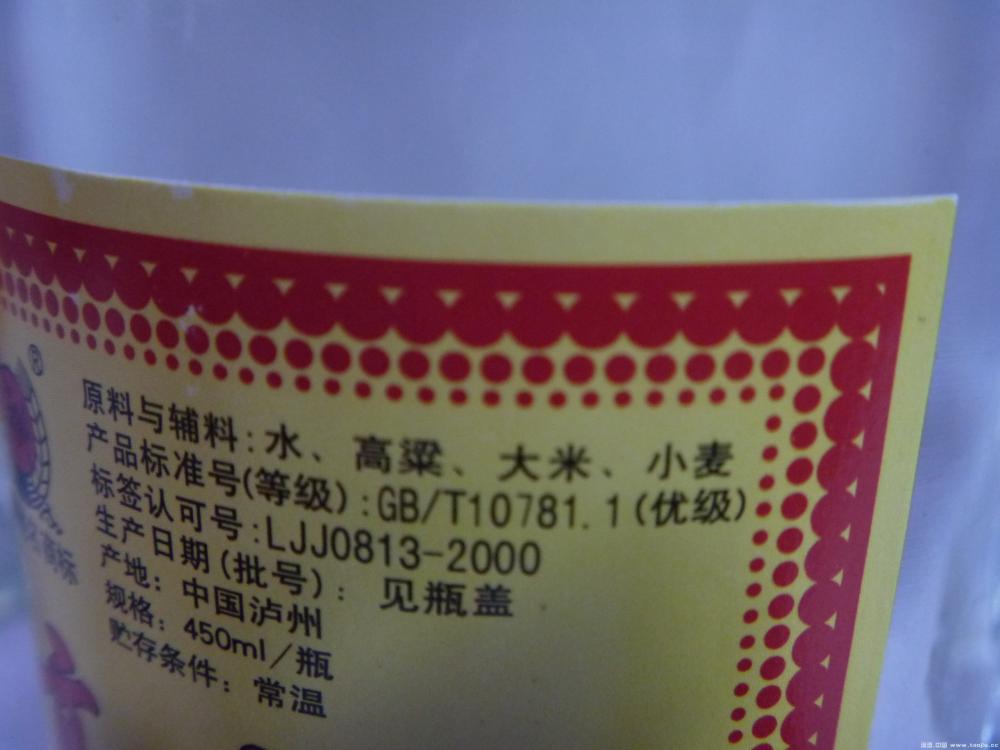 ®
原料与辅料:水、高粱、大米、小麦
产品标准号(等级):GB/T10781.1(优级)
标签认可号:LJJ0813-2000
生产日期(批号): 见瓶盖
产地: 中国泸州
规格: 450ml/瓶
贮存条件: 常温
商标